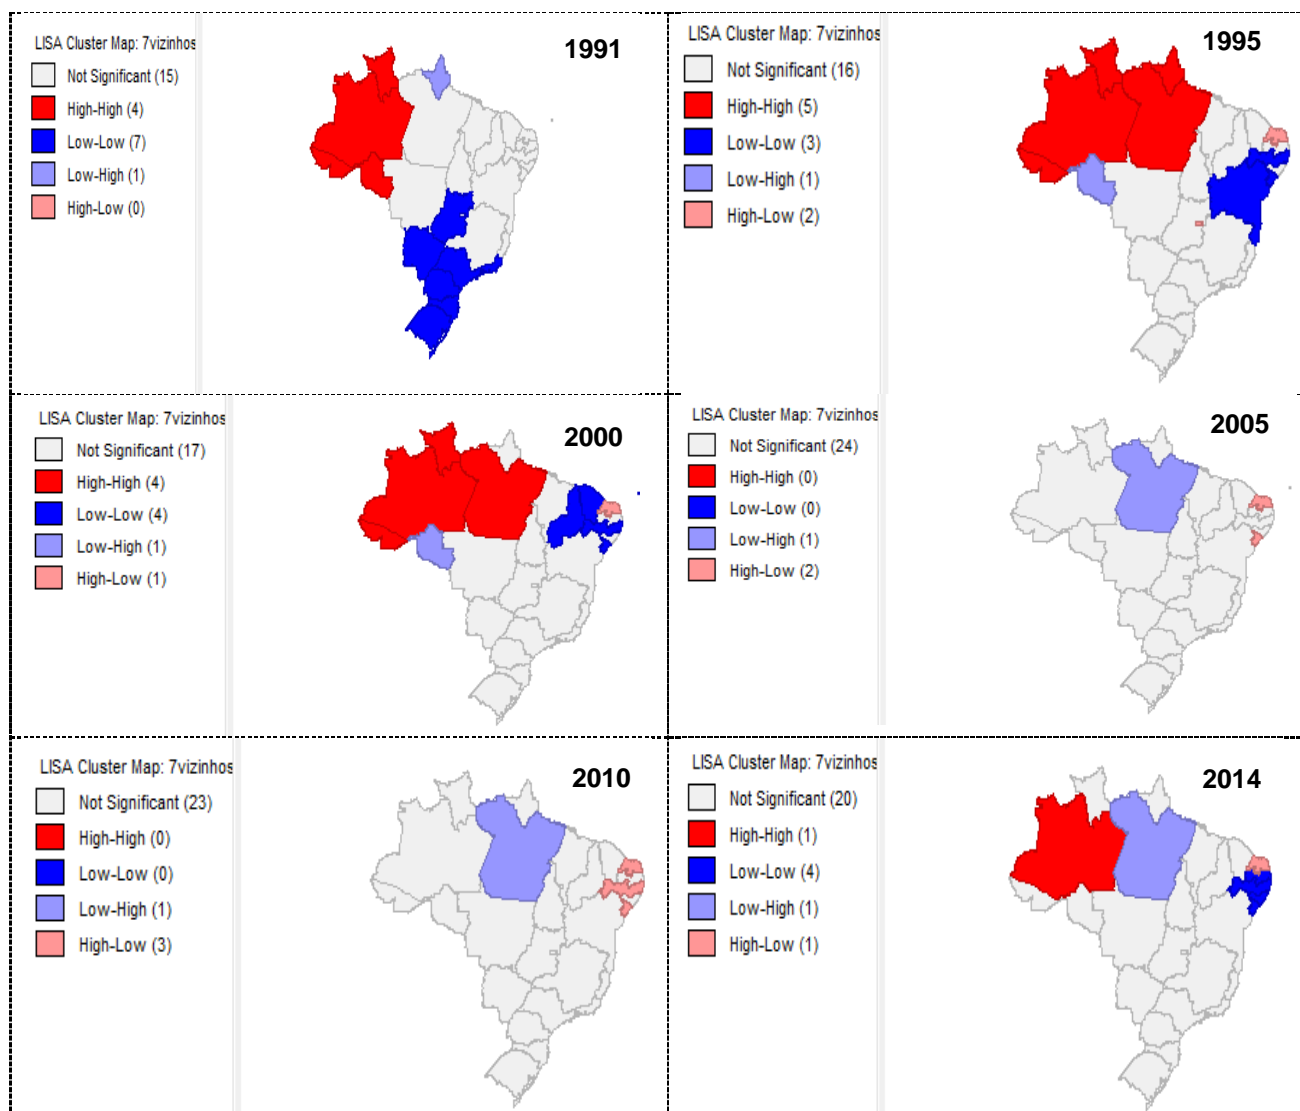 LISA Cluster Map: 7vizinhos
1991
Not Significant (15)
High-High (4)
Low-Low (7)
Low-High (1)
High-Low (0)
LISA Cluster Map: 7vizinhos
1995
Not Significant (16)
High-High (5)
Low-Low (3)
Low-High (1)
High-Low (2)
LISA Cluster Map: 7vizinhos
2000
Not Significant (17)
High-High (4)
Low-Low (4)
Low-High (1)
High-Low (1)
LISA Cluster Map: 7vizinhos
2005
Not Significant (24)
High-High (0)
Low-Low (0)
Low-High (1)
High-Low (2)
LISA Cluster Map: 7vizinhos
2010
Not Significant (23)
High-High (0)
Low-Low (0)
Low-High (1)
High-Low (3)
LISA Cluster Map: 7vizinhos
2014
Not Significant (20)
High-High (1)
Low-Low (4)
Low-High (1)
High-Low (1)